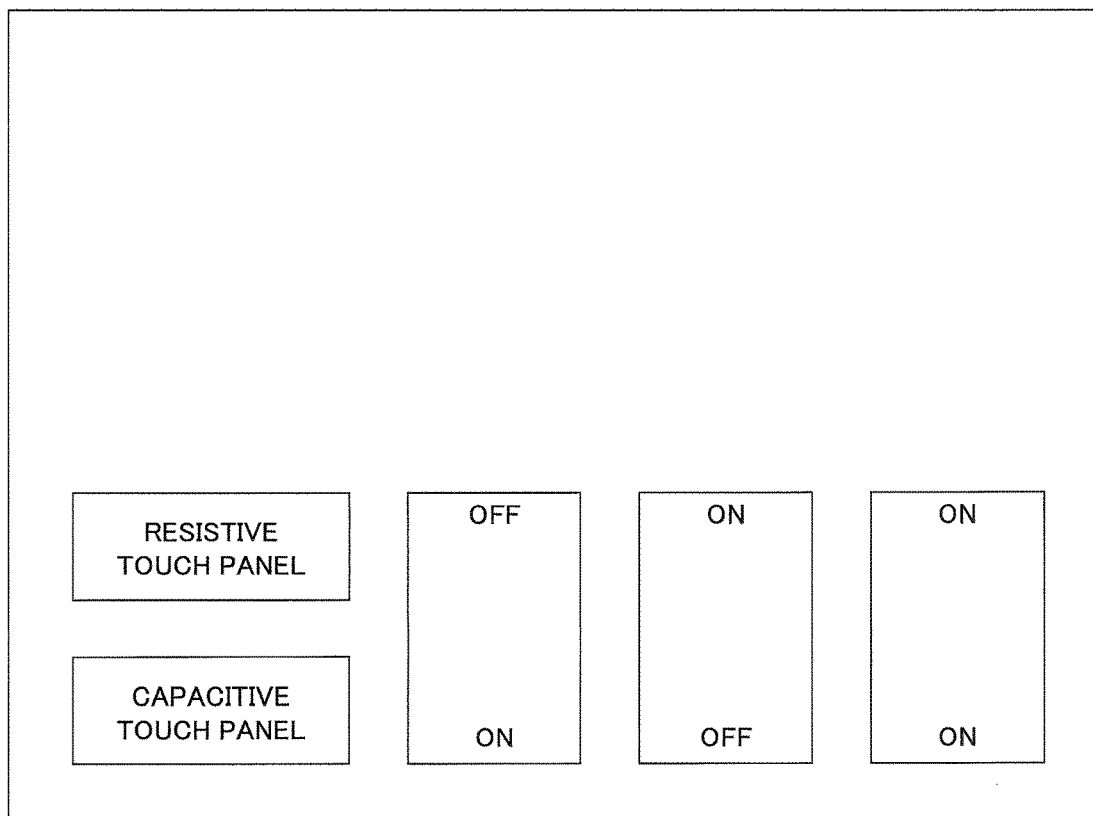 RESISTIVE
TOUCH PANEL
OFF
ON
ON
CAPACITIVE
TOUCH PANEL
ON
OFF
ON